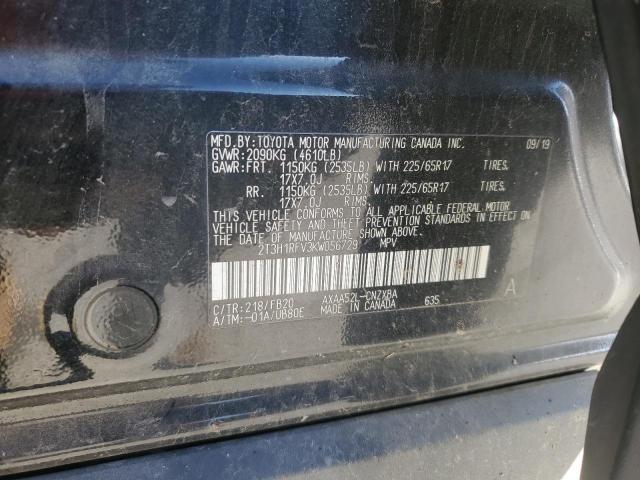 MFD.BY:TOYOTA MOTOR MANUFACTURING CANADA INC. 09/19
GVWR:2090KG (4610LB)
GAWR:FRT. 1150KG (2535LB) WITH 225/65R17 TIRES.
17X7.0J RIMS
RR. 1150KG (2535LB) WITH 225/65R17 TIRES.
17X7.0J RIMS
THIS VEHICLE CONFORMS TO ALL APPLICABLE FEDERAL MOTOR
VEHICLE SAFETY AND THEFT PREVENTION STANDARDS IN EFFECT ON
THE DATE OF MANUFACTURE SHOWN ABOVE.
2T3H1RFV3KW056729 MPV
C/TR:218/FB20 AXAA52L-CNZXBA A
A/TM:-01A/UB80E MADE IN CANADA 635